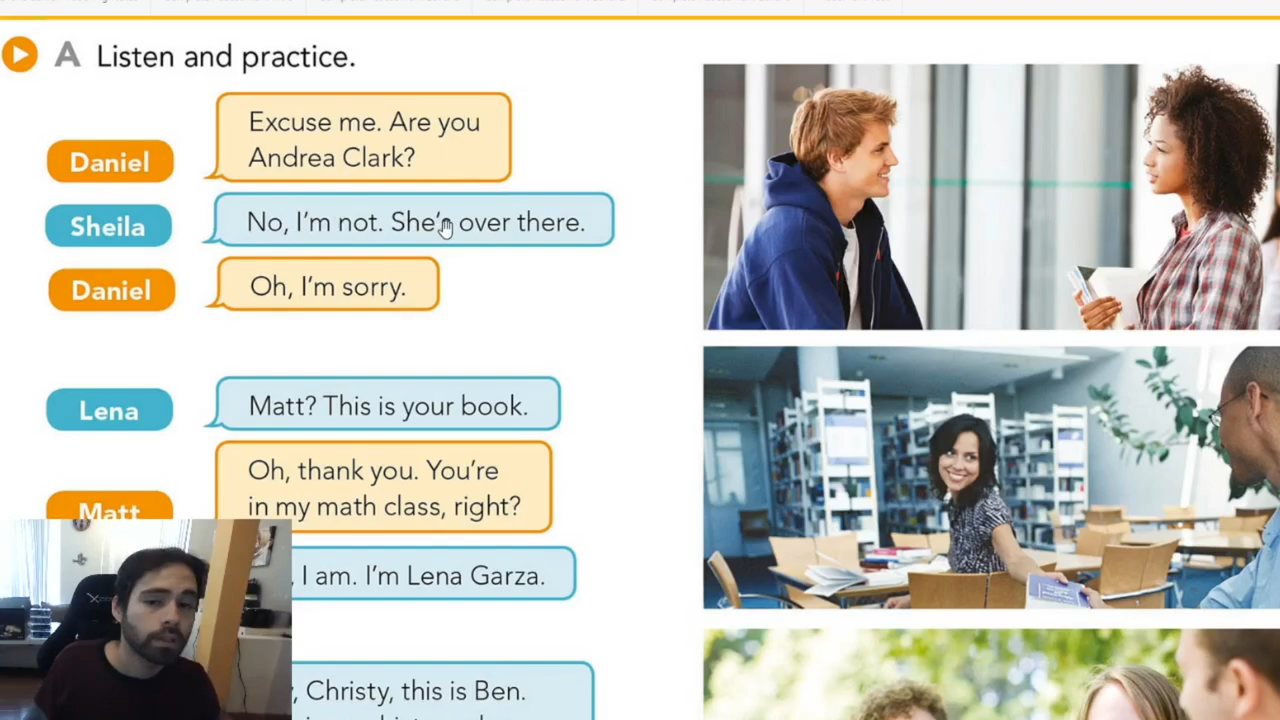 A Listen and practice.
Daniel
Excuse me. Are you
Andrea Clark?
Sheila
No, I'm not. She's over there.
Daniel
Oh, I'm sorry.
Lena
Matt? This is your book.
Matt
Oh, thank you. You're
in my math class, right?
I am. I'm Lena Garza.
, Christy, this is Ben.